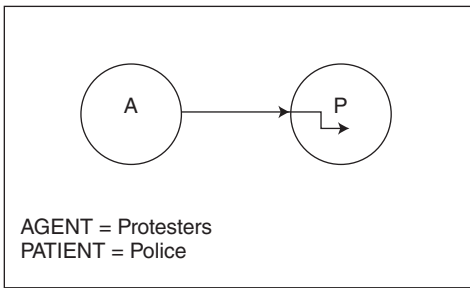 A
P
AGENT = Protesters
PATIENT = Police